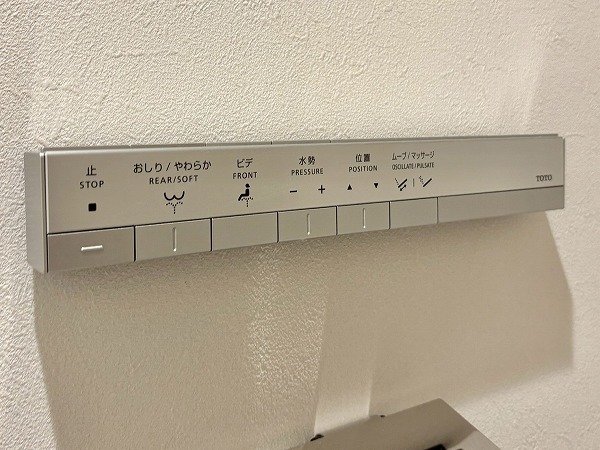 止
STOP
おしり/やわらか
REAR/SOFT
ビデ
FRONT
水勢
PRESSURE
− +
位置
POSITION
▲ ▼
ムーブ/マッサージ
OSCILLATE/PULSATE
TOTO